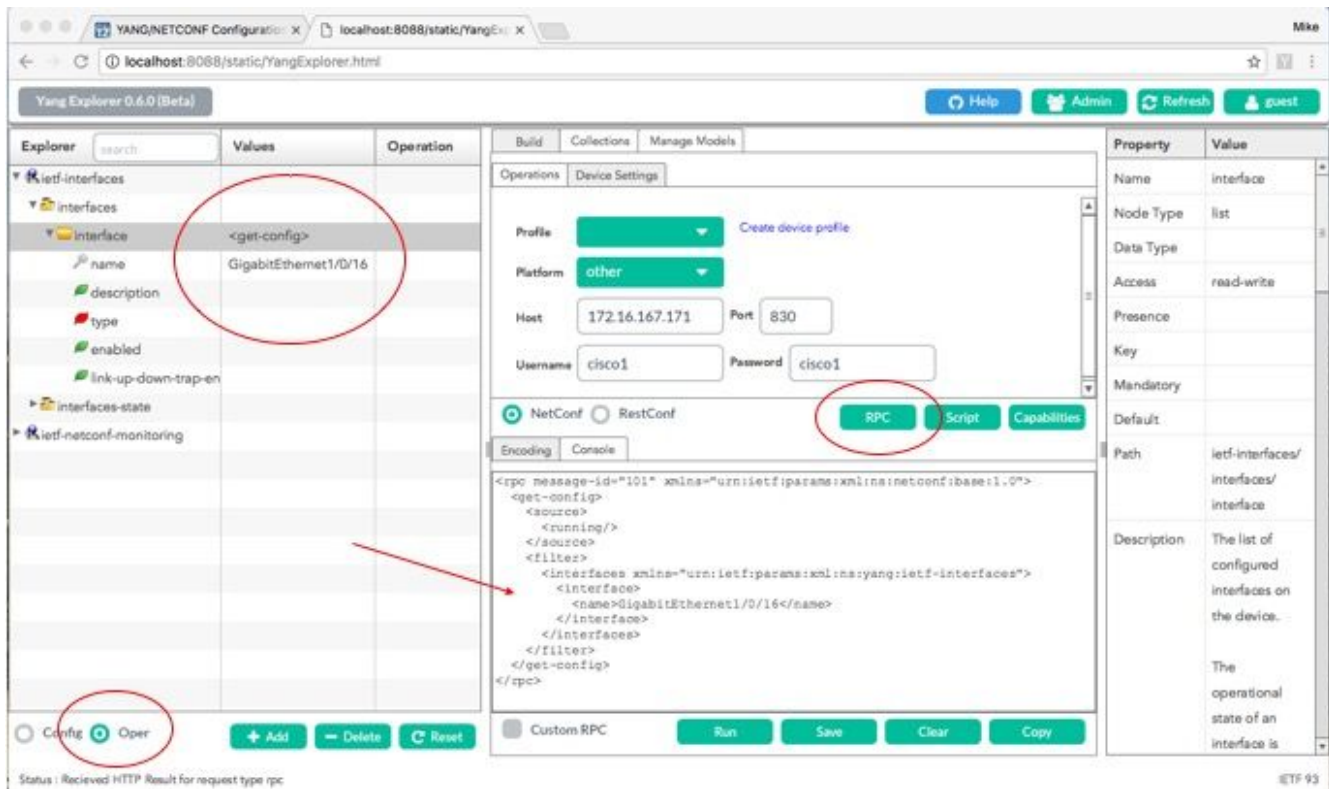 YANG/NETCONF Configuratio
localhost:8088/static/YangEx
Mike
localhost:8088/static/YangExplorer.html
Yang Explorer 0.6.0 (Beta)
Help
Admin
Refresh
guest
Explorer
search
Values
Operation
ietf-interfaces
interfaces
interface
<get-config>
name
GigabitEthernet1/0/16
description
type
enabled
link-up-down-trap-en
interfaces-state
ietf-netconf-monitoring
Config
Oper
+ Add
− Delete
Reset
Build
Collections
Manage Models
Operations
Device Settings
Profile
Create device profile
Platform
other
Host
172.16.167.171
Port
830
Username
cisco1
Password
cisco1
NetConf
RestConf
RPC
Script
Capabilities
Encoding
Console
<rpc message-id="101" xmlns="urn:ietf:params:xml:ns:netconf:base:1.0">
<get-config>
<source>
<running/>
</source>
<filter>
<interfaces xmlns="urn:ietf:params:xml:ns:yang:ietf-interfaces">
<interface>
<name>GigabitEthernet1/0/16</name>
</interface>
</interfaces>
</filter>
</get-config>
</rpc>
Custom RPC
Run
Save
Clear
Copy
Property
Value
Name
interface
Node Type
list
Data Type
Access
read-write
Presence
Key
Mandatory
Default
Path
ietf-interfaces/
interfaces/
interface
Description
The list of
configured
interfaces on
the device.
The
operational
state of an
interface is
Status : Recieved HTTP Result for request type rpc
IETF 93